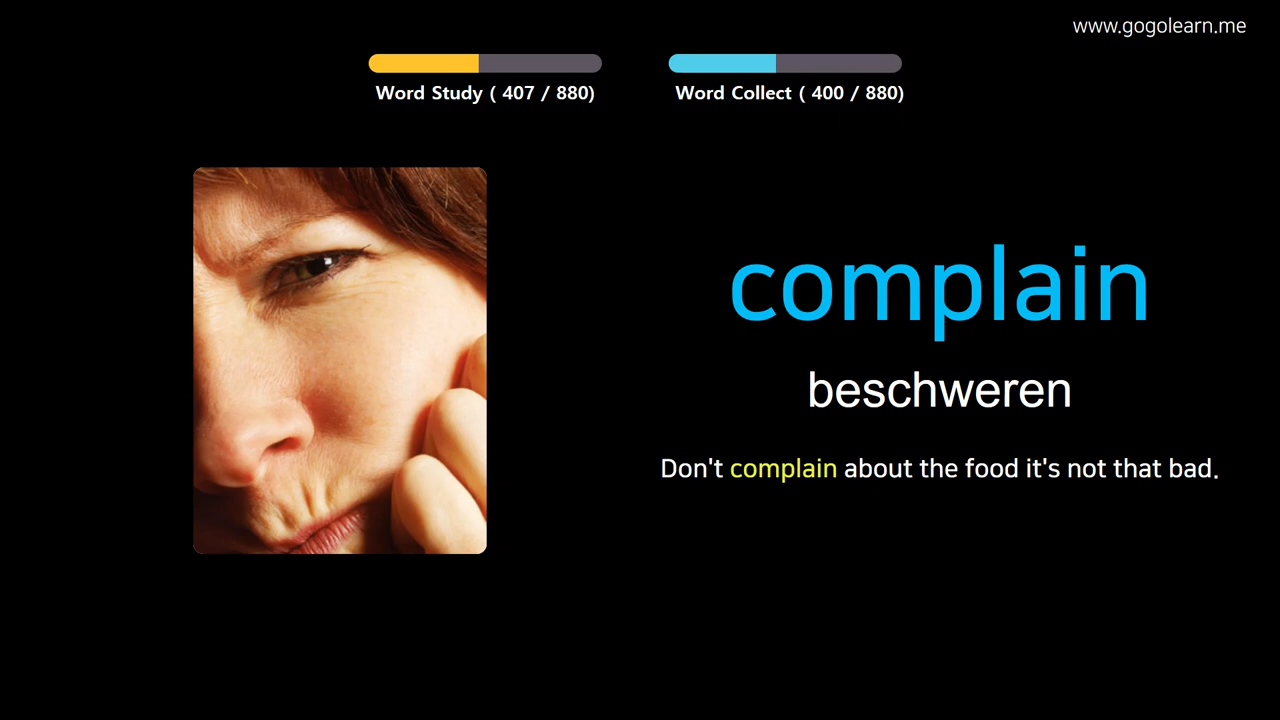 www.gogolearn.me
Word Study ( 407 / 880)
Word Collect ( 400 / 880)
complain
beschweren
Don't complain about the food it's not that bad.